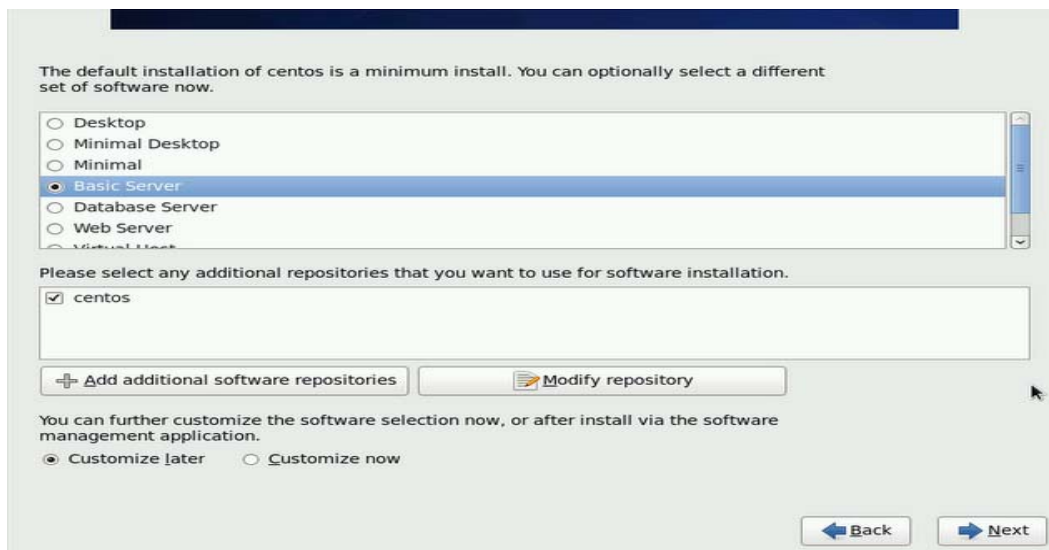 The default installation of centos is a minimum install. You can optionally select a different
set of software now.
Desktop
Minimal Desktop
Minimal
Basic Server
Database Server
Web Server
Virtual Host
Please select any additional repositories that you want to use for software installation.
centos
Add additional software repositories
Modify repository
You can further customize the software selection now, or after install via the software
management application.
Customize later
Customize now
Back
Next